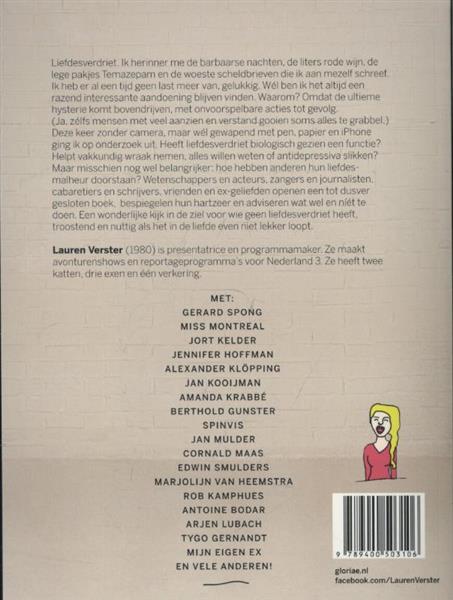 Liefdesverdriet. Ik herinner me de barbaarse nachten, de liters rode wijn, de
lege pakjes Temazepam en de woeste scheldbrieven die ik aan mezelf schreef.
Ik heb er al een tijd geen last meer van, gelukkig. Wél ben ik het altijd een
razend interessante aandoening blijven vinden. Waarom? Omdat de ultieme
hysterie komt bovendrijven, met onvoorspelbare acties tot gevolg.
(Ja, zélfs mensen met veel aanzien en verstand gooien soms alles te grabbel.)
Deze keer zonder camera, maar wél gewapend met pen, papier en iPhone
ging ik op onderzoek uit. Heeft liefdesverdriet biologisch gezien een functie?
Helpt vakkundig wraak nemen, alles willen weten of antidepressiva slikken?
Maar misschien nog wel belangrijker: hoe hebben anderen hun liefdes-
malheur doorstaan? Wetenschappers en acteurs, zangers en journalisten,
cabaretiers en schrijvers, vrienden en ex-geliefden openen een tot dusver
gesloten boek, bespiegelen hun hartzeer en adviseren wat wel en níét te
doen. Een wonderlijke kijk in de ziel voor wie geen liefdesverdriet heeft,
troostend en nuttig als het in de liefde even niet lekker loopt.
Lauren Verster (1980) is presentatrice en programmamaker. Ze maakt
avonturenshows en reportageprogramma's voor Nederland 3. Ze heeft twee
katten, drie exen en één verkering.
MET:
GERARD SPONG
MISS MONTREAL
JORT KELDER
JENNIFER HOFFMAN
ALEXANDER KLÖPPING
JAN KOOIJMAN
AMANDA KRABBÉ
BERTHOLD GUNSTER
SPINVIS
JAN MULDER
CORNALD MAAS
EDWIN SMULDERS
MARJOLIJN VAN HEEMSTRA
ROB KAMPHUES
ANTOINE BODAR
ARJEN LUBACH
TYGO GERNANDT
MIJN EIGEN EX
EN VELE ANDEREN!
9 789400 503106
gloriae.nl
facebook.com/LaurenVerster